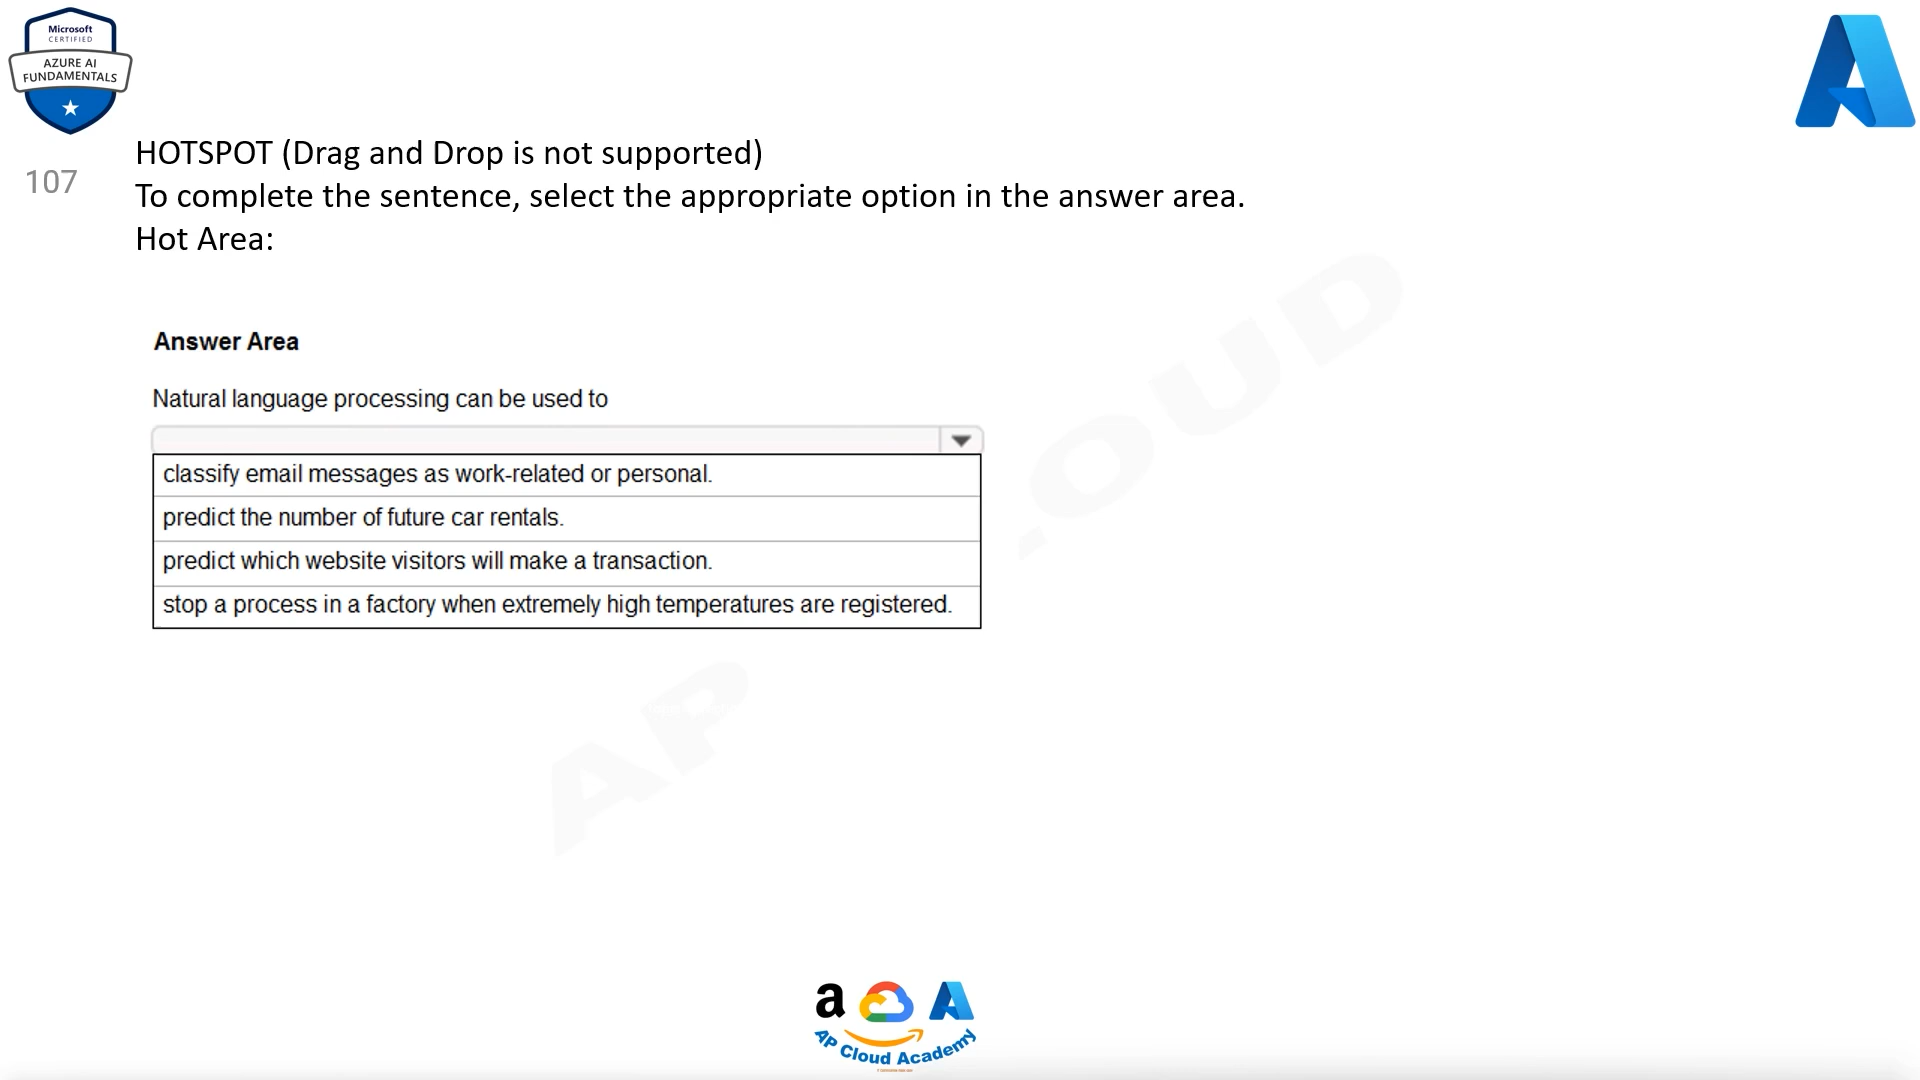 Microsoft
CERTIFIED
AZURE AI
FUNDAMENTALS
107
HOTSPOT (Drag and Drop is not supported)
To complete the sentence, select the appropriate option in the answer area.
Hot Area:
Answer Area
Natural language processing can be used to
classify email messages as work-related or personal.
predict the number of future car rentals.
predict which website visitors will make a transaction.
stop a process in a factory when extremely high temperatures are registered.
AP LOUD
a
AP Cloud Academy